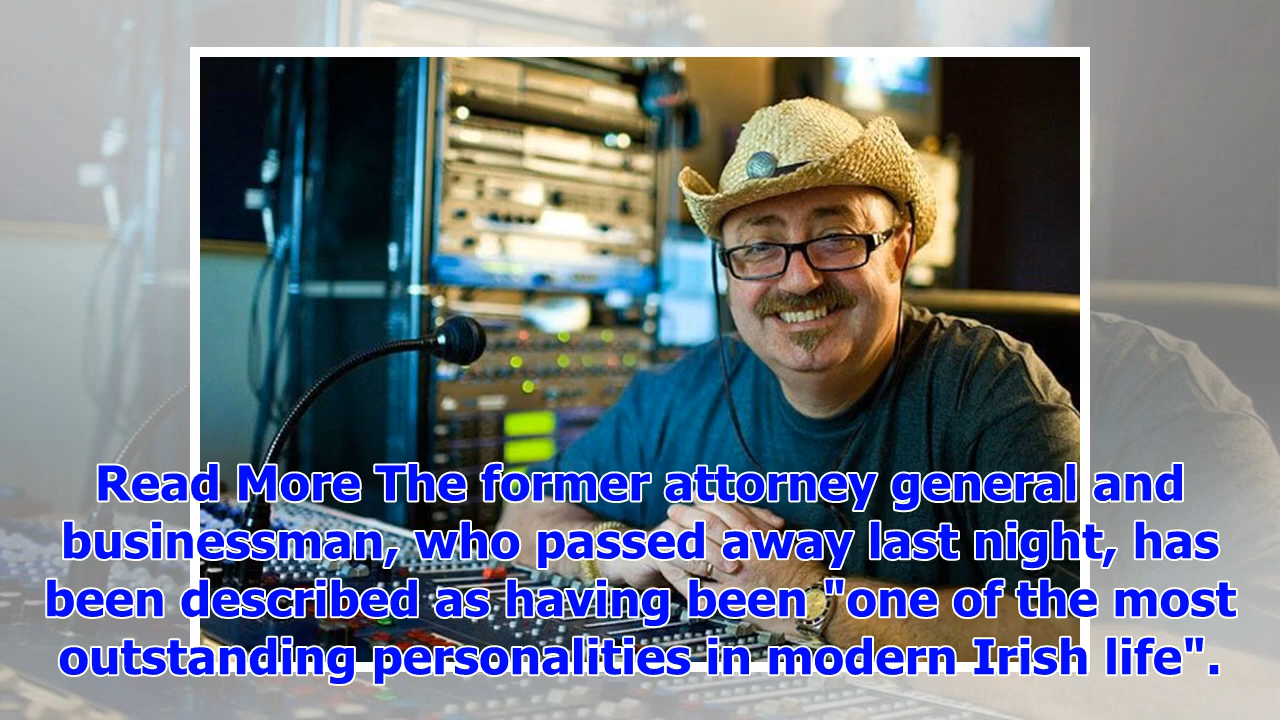 Read More The former attorney general and
businessman, who passed away last night, has
been described as having been "one of the most
outstanding personalities in modern Irish life".